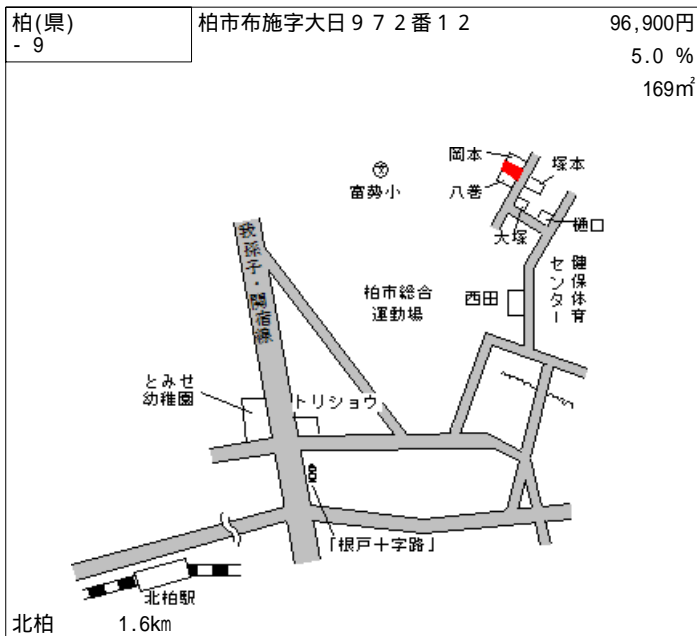 柏(県)
- 9
柏市布施字大日９７２番１２
96,900円
5.0 %
169㎡
岡本
塚本
文
富勢小
八巻
大塚
樋口
我孫子・関宿線
柏市総合
運動場
西田
健保体育
センター
とみせ
幼稚園
トリショウ
「根戸十字路」
北柏駅
北柏 1.6km